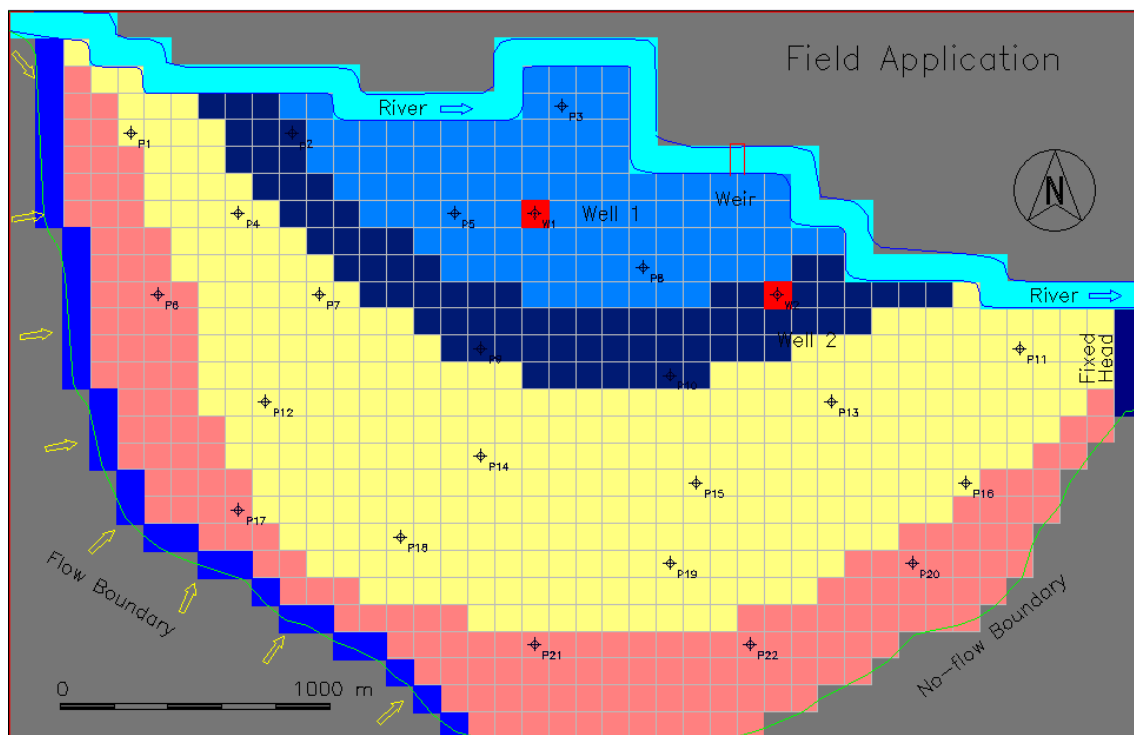 Field Application
River
P3
P1
P2
N
Weir
P4
P5
W1
Well 1
P8
P6
P7
W2
River
Well 2
P9
P11
Fixed
Head
P10
P12
P13
P14
P15
P16
P17
P18
P19
P20
Flow Boundary
P21
P22
No-flow Boundary
0
1000 m